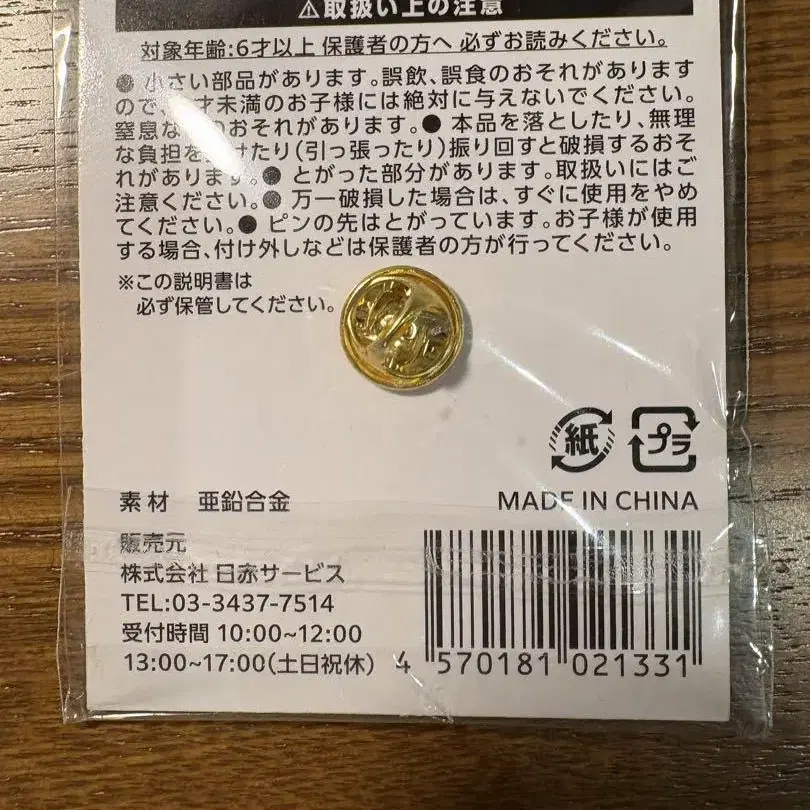 ⚠取扱い上の注意
対象年齢:6才以上 保護者の方へ 必ずお読みください。
● 小さい部品があります。誤飲、誤食のおそれがあります
ので、 才未満のお子様には絶対に与えないでください。
窒息な のおそれがあります。● 本品を落としたり、無理
な負担を けたり(引っ張ったり)振り回すと破損するおそ
れがあります。● とがった部分があります。取扱いにはご
注意ください。● 万一破損した場合は、すぐに使用をやめ
てください。● ピンの先はとがっています。お子様が使用
する場合、付け外しなどは保護者の方が行ってください。
※この説明書は
必ず保管してください。
紙 プラ
素材 亜鉛合金
MADE IN CHINA
販売元
株式会社 日赤サービス
TEL:03-3437-7514
受付時間 10:00~12:00
13:00~17:00(土日祝休)
4 570181 021331